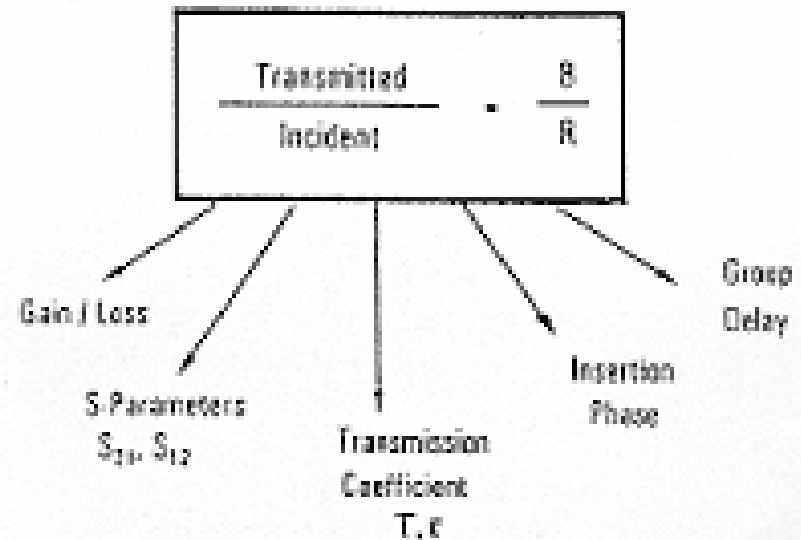 Transmitted
Incident
B
R
Gain / Loss
S-Parameters
S21, S12
Transmission
Coefficient
T, τ
Insertion
Phase
Group
Delay